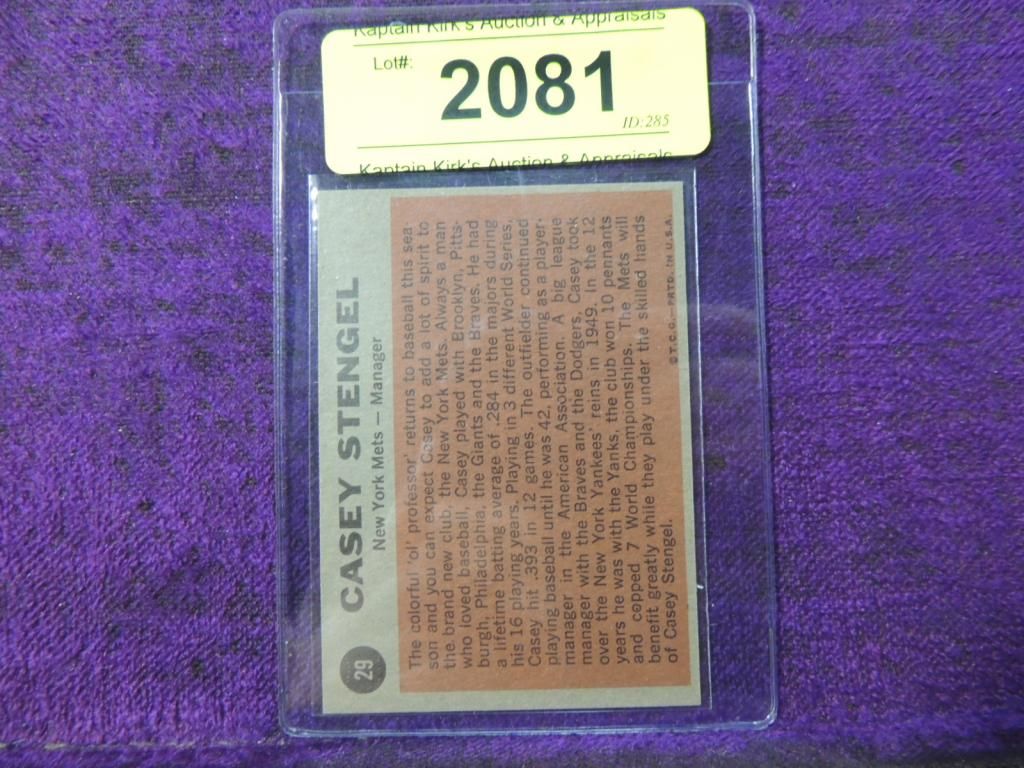 Kaptain Kirk's Auction & Appraisals
Lot#: 2081
ID:285
Kaptain Kirk's Auction & Appraisals
29 CASEY STENGEL
New York Mets — Manager
The colorful 'ol' professor' returns to baseball this sea-
son and you can expect Casey to add a lot of spirit to
the brand new club, the New York Mets. Always a man
who loved baseball, Casey played with Brooklyn, Pitts-
burgh, Philadelphia, the Giants and the Braves. He had
a lifetime batting average of .284 in the majors during
his 16 playing years. Playing in 3 different World Series,
Casey hit .393 in 12 games. The outfielder continued
playing baseball until he was 42, performing as a player-
manager in the American Association. A big league
manager with the Braves and the Dodgers, Casey took
over the New York Yankees' reins in 1949. In the 12
years he was with the Yanks, the club won 10 pennants
and copped 7 World Championships. The Mets will
benefit greatly while they play under the skilled hands
of Casey Stengel.
©T.C.G.—PRTD. IN U.S.A.